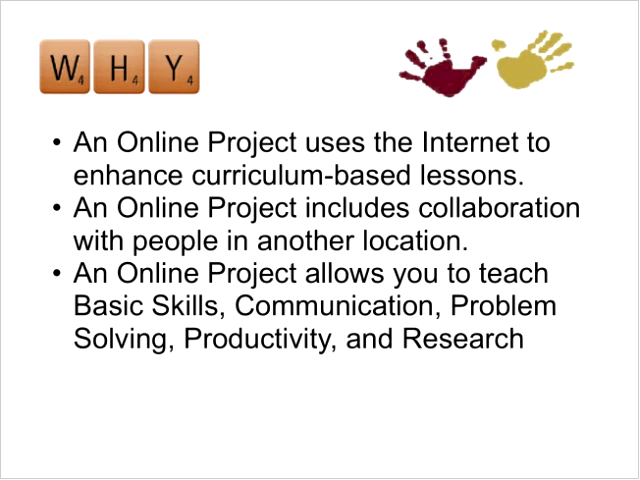 W4 H4 Y4
• An Online Project uses the Internet to
enhance curriculum-based lessons.
• An Online Project includes collaboration
with people in another location.
• An Online Project allows you to teach
Basic Skills, Communication, Problem
Solving, Productivity, and Research